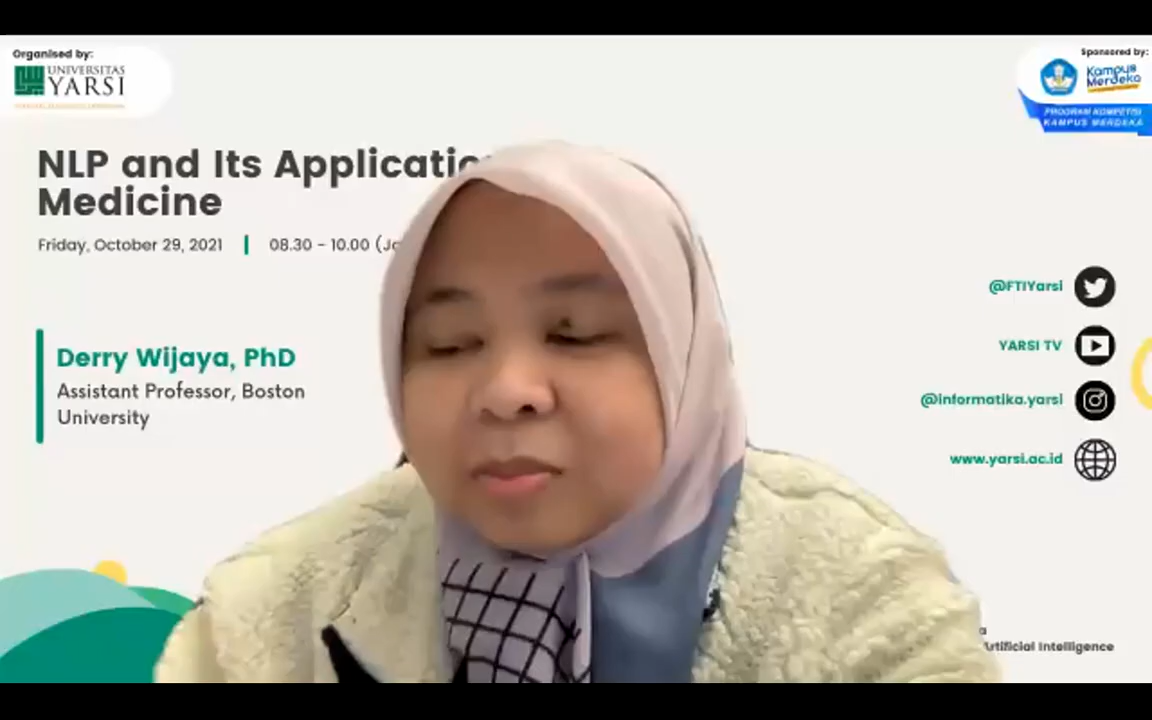 Organised by:
UNIVERSITAS
YARSI
Sponsored by:
Kampus
Merdeka
PROGRAM KOMPETISI
KAMPUS MERDEKA
NLP and Its Applicatio
Medicine
Friday, October 29, 2021 | 08.30 - 10.00 (Ja
@FTIYarsi
YARSI TV
@informatika.yarsi
www.yarsi.ac.id
Derry Wijaya, PhD
Assistant Professor, Boston
University
a
Artificial Intelligence